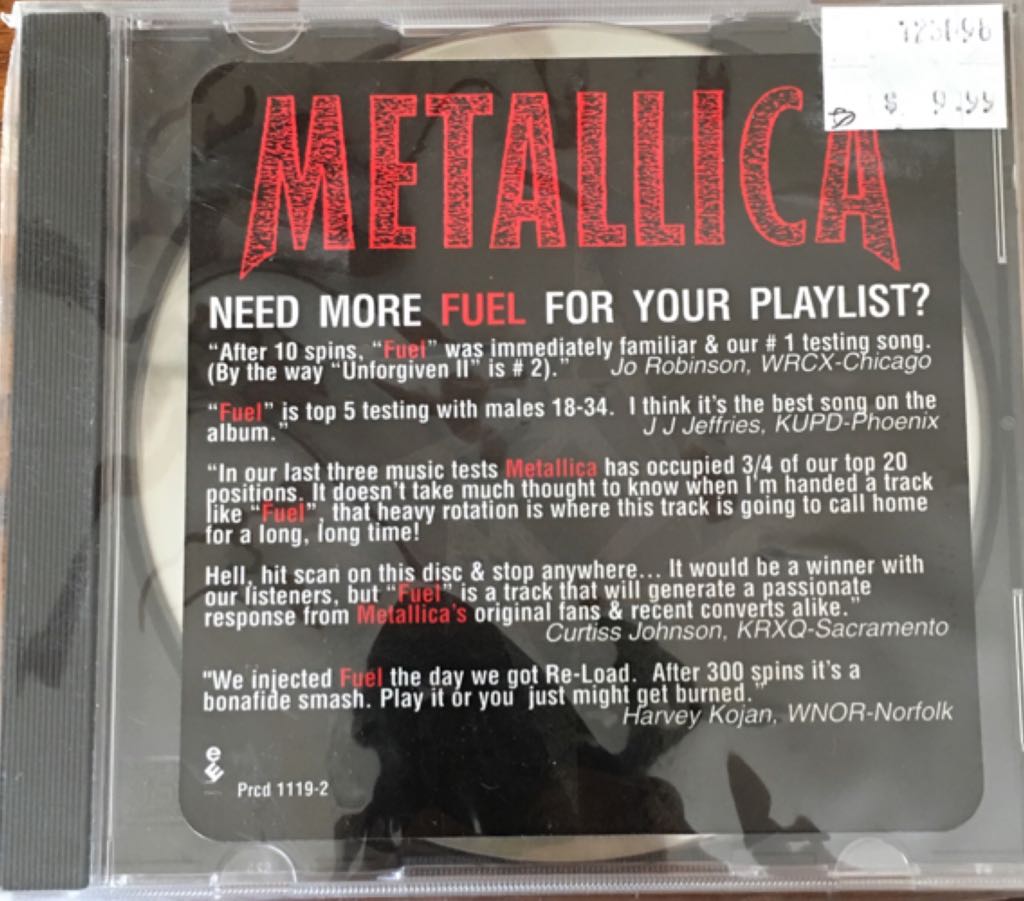 $ 9.99
METALLICA
NEED MORE FUEL FOR YOUR PLAYLIST?
“After 10 spins, “Fuel” was immediately familiar & our # 1 testing song.
(By the way “Unforgiven II” is # 2).” Jo Robinson, WRCX-Chicago
“Fuel” is top 5 testing with males 18-34. I think it’s the best song on the
album.” J J Jeffries, KUPD-Phoenix
“In our last three music tests Metallica has occupied 3/4 of our top 20
positions. It doesn’t take much thought to know when I’m handed a track
like “Fuel”, that heavy rotation is where this track is going to call home
for a long, long time!
Hell, hit scan on this disc & stop anywhere... It would be a winner with
our listeners, but “Fuel” is a track that will generate a passionate
response from Metallica’s original fans & recent converts alike.”
Curtiss Johnson, KRXQ-Sacramento
"We injected Fuel the day we got Re-Load. After 300 spins it’s a
bonafide smash. Play it or you just might get burned.”
Harvey Kojan, WNOR-Norfolk
Prcd 1119-2